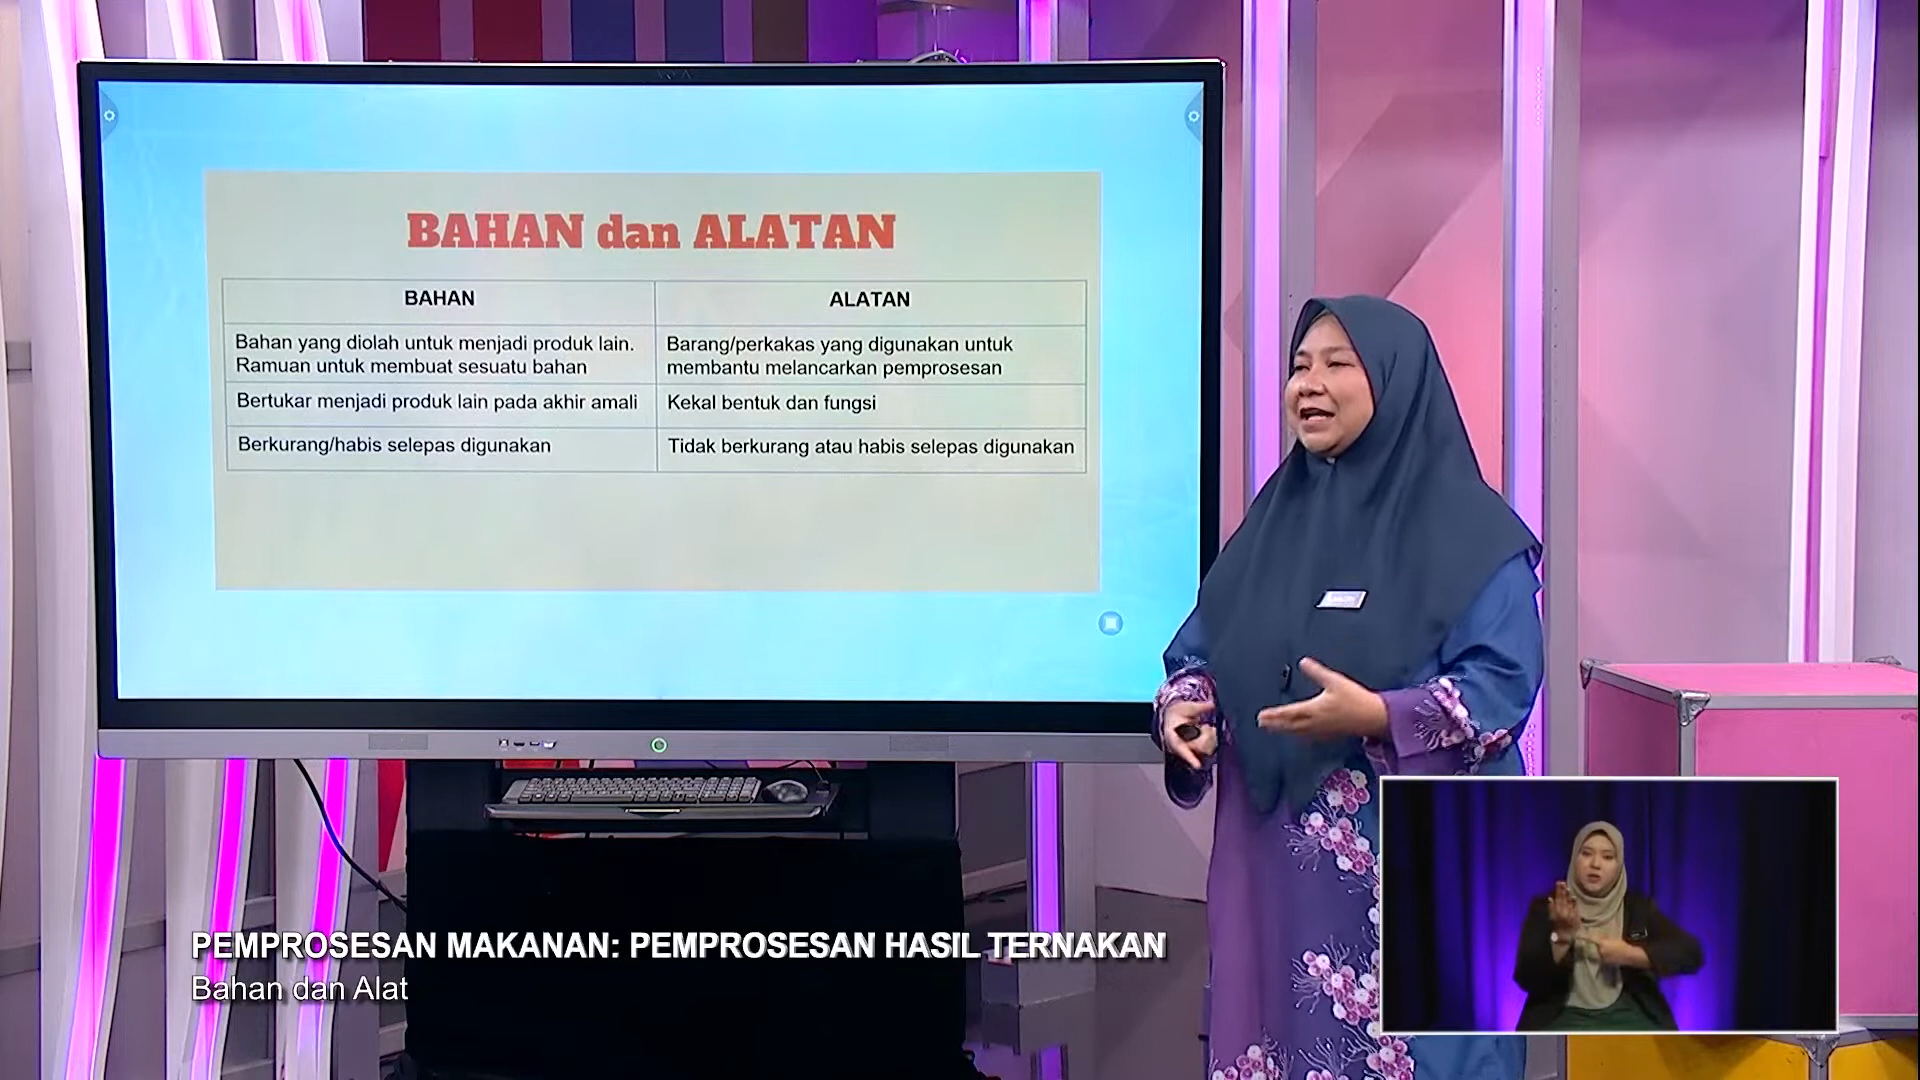 BAHAN dan ALATAN
BAHAN
ALATAN
Bahan yang diolah untuk menjadi produk lain.
Ramuan untuk membuat sesuatu bahan
Barang/perkakas yang digunakan untuk
membantu melancarkan pemprosesan
Bertukar menjadi produk lain pada akhir amali
Kekal bentuk dan fungsi
Berkurang/habis selepas digunakan
Tidak berkurang atau habis selepas digunakan
PEMPROSESAN MAKANAN: PEMPROSESAN HASIL TERNAKAN
Bahan dan Alat